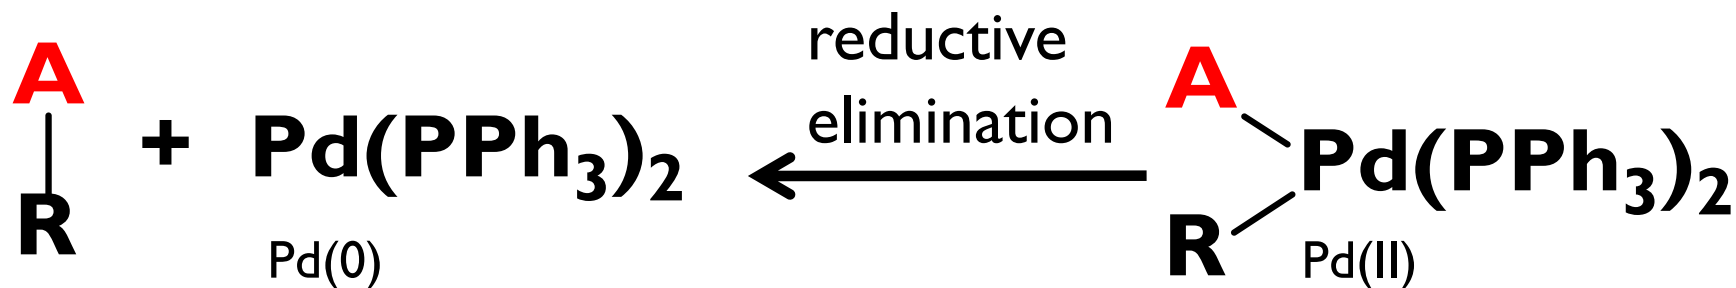 reductive
elimination
A
R
+ Pd(PPh₃)₂
Pd(0)
A
R
Pd(PPh₃)₂
Pd(II)